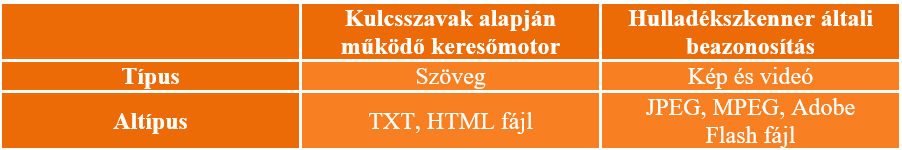 Kulcsszavak alapján
működő keresőmotor
Hulladékszkenner általi
beazonosítás
Típus
Szöveg
Kép és videó
Altípus
TXT, HTML fájl
JPEG, MPEG, Adobe
Flash fájl